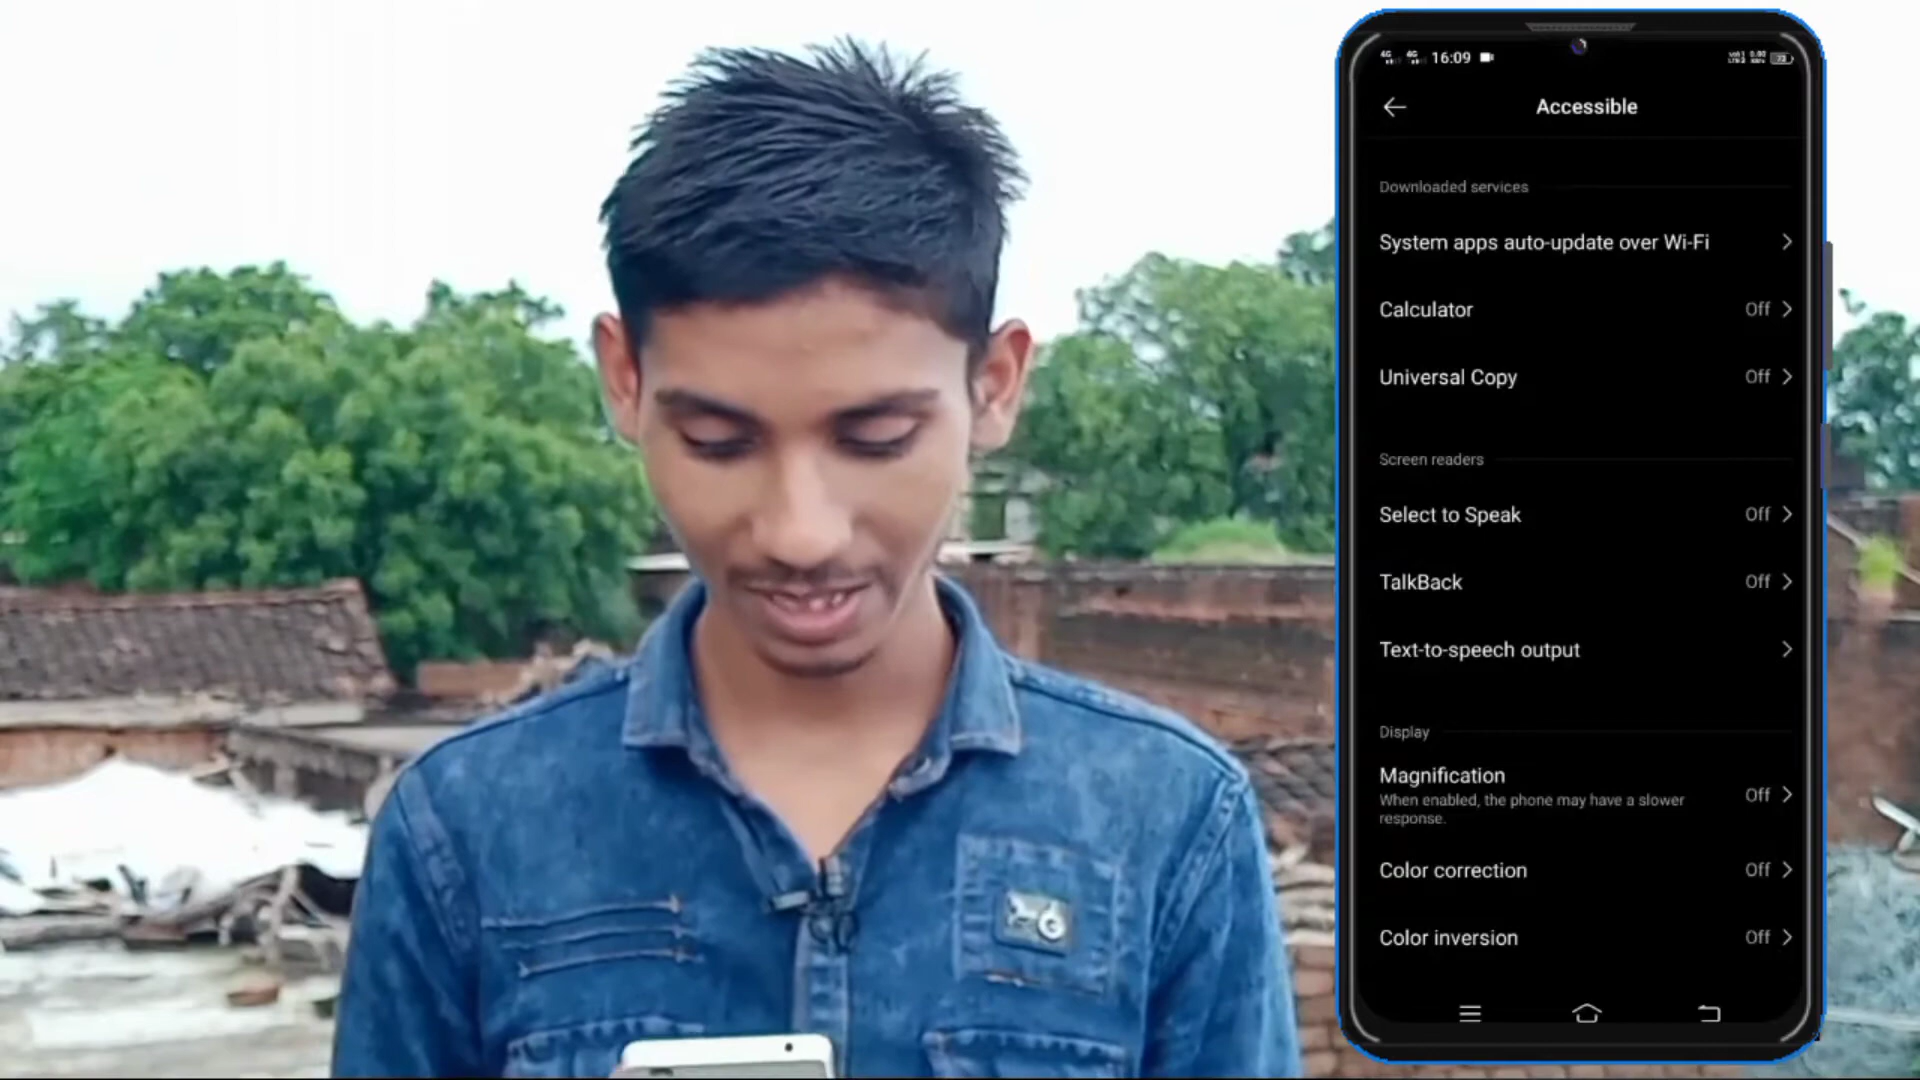 4G 4G 16:09
Accessible
Downloaded services
System apps auto-update over Wi-Fi
Calculator Off
Universal Copy Off
Screen readers
Select to Speak Off
TalkBack Off
Text-to-speech output
Display
Magnification
When enabled, the phone may have a slower
response.
Off
Color correction Off
Color inversion Off